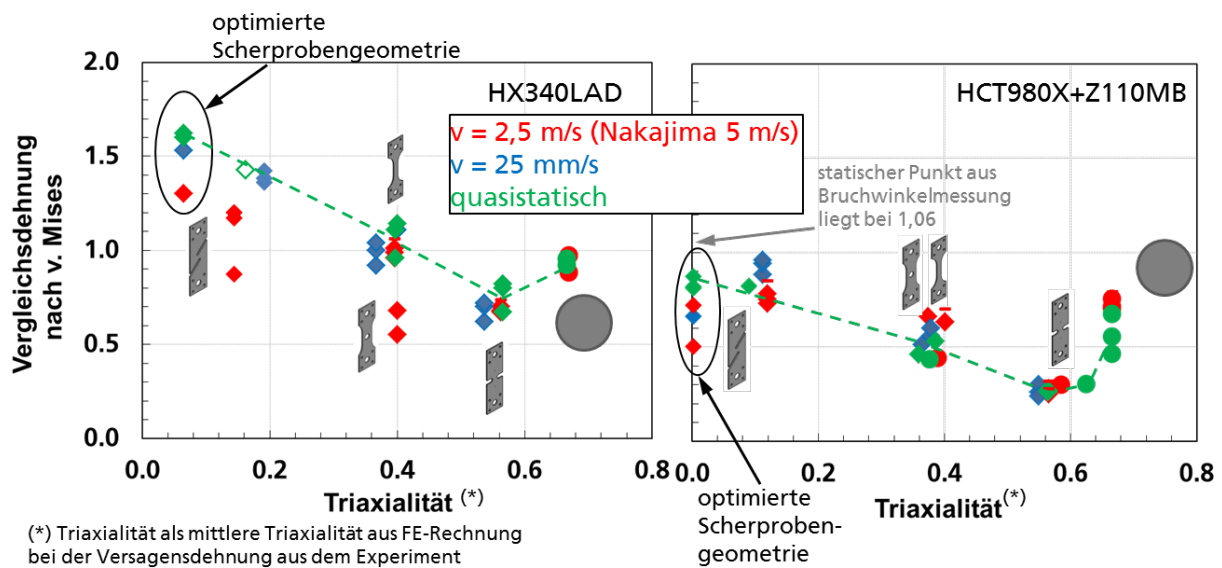 optimierte
Scherprobengeometrie
HX340LAD
HCT980X+Z110MB
v = 2,5 m/s (Nakajima 5 m/s)
v = 25 mm/s
quasistatisch
statischer Punkt aus
Bruchwinkelmessung
liegt bei 1,06
Vergleichsdehnung
nach v. Mises
2.0
1.5
1.0
0.5
0.0
0.0 0.2 0.4 0.6 0.8
Triaxialität (*)
0.0 0.2 0.4 0.6 0.8
Triaxialität(*)
optimierte
Scherproben-
geometrie
(*) Triaxialität als mittlere Triaxialität aus FE-Rechnung
bei der Versagensdehnung aus dem Experiment